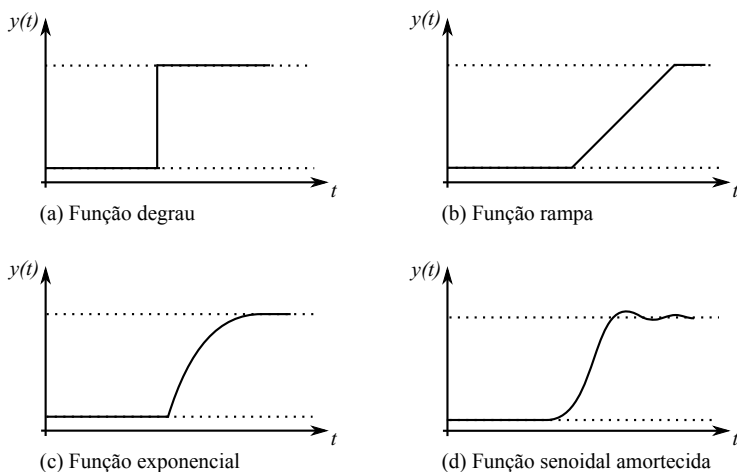 y(t)
t
(a) Função degrau
y(t)
t
(b) Função rampa
y(t)
t
(c) Função exponencial
y(t)
t
(d) Função senoidal amortecida